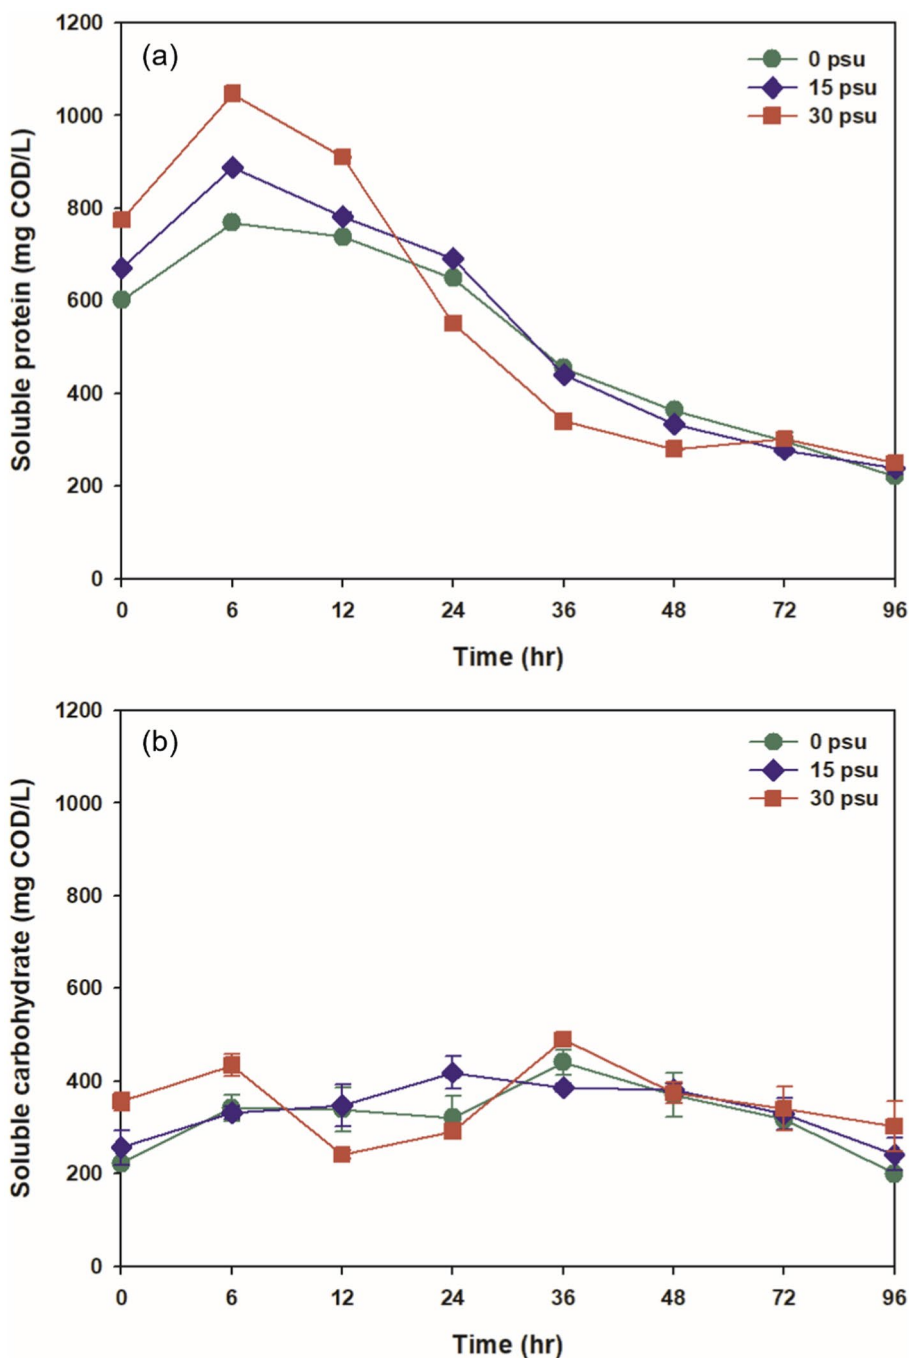 (a)
0 psu
15 psu
30 psu
1200
1000
800
600
400
200
0
Soluble protein (mg COD/L)
0 6 12 24 36 48 72 96
Time (hr)
(b)
0 psu
15 psu
30 psu
1200
1000
800
600
400
200
0
Soluble carbohydrate (mg COD/L)
0 6 12 24 36 48 72 96
Time (hr)